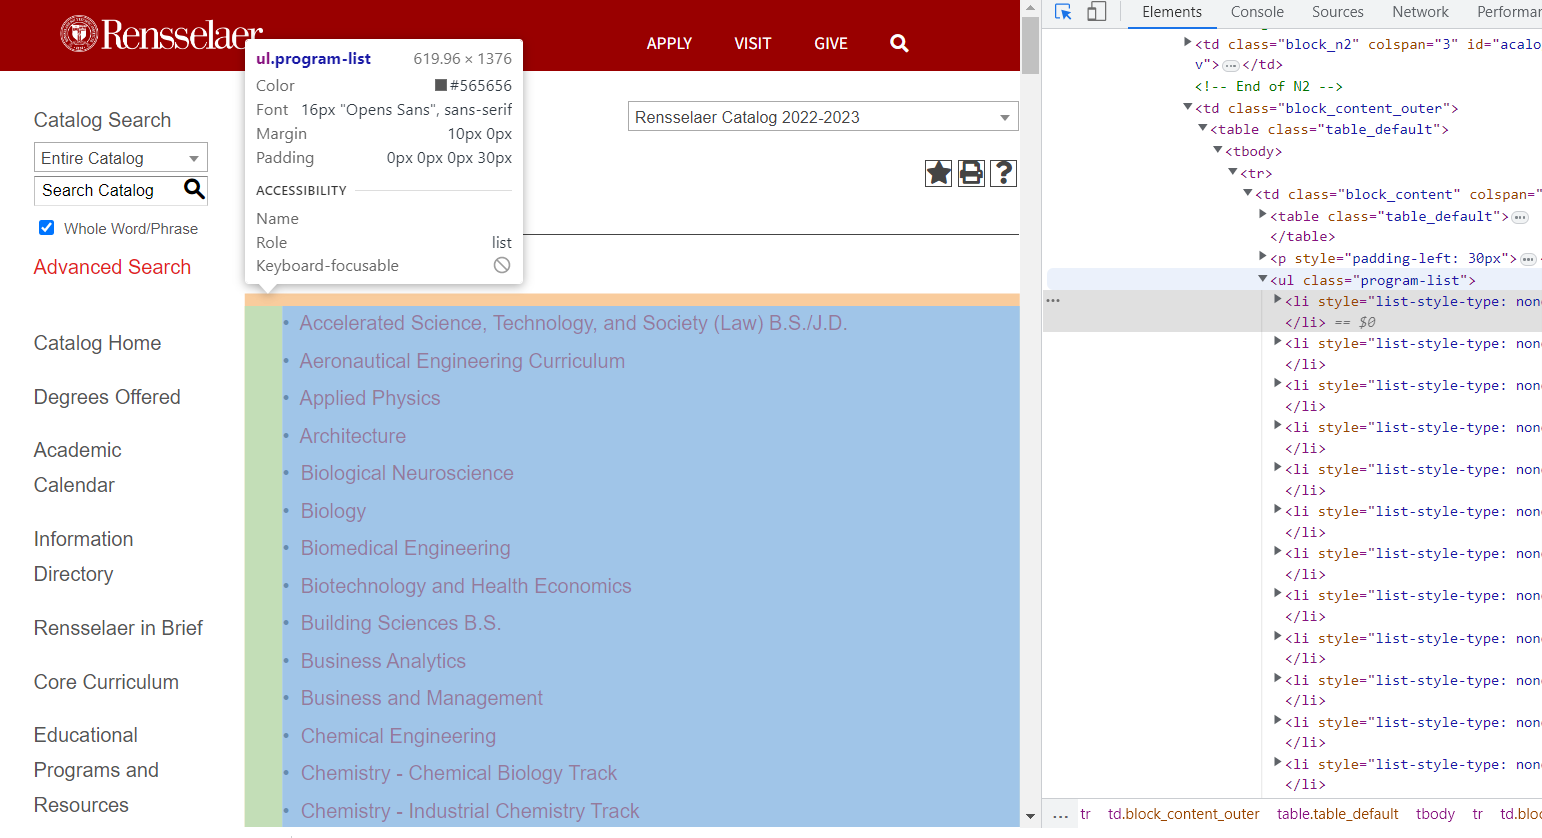 Rensselaer
APPLY
VISIT
GIVE
Elements
Console
Sources
Network
Performan
ul.program-list 619.96 × 1376
Color #565656
Font 16px "Opens Sans", sans-serif
Margin 10px 0px
Padding 0px 0px 0px 30px
ACCESSIBILITY
Name
Role list
Keyboard-focusable
Catalog Search
Entire Catalog
Search Catalog
Whole Word/Phrase
Advanced Search
Catalog Home
Degrees Offered
Academic
Calendar
Information
Directory
Rensselaer in Brief
Core Curriculum
Educational
Programs and
Resources
Rensselaer Catalog 2022-2023
?
• Accelerated Science, Technology, and Society (Law) B.S./J.D.
• Aeronautical Engineering Curriculum
• Applied Physics
• Architecture
• Biological Neuroscience
• Biology
• Biomedical Engineering
• Biotechnology and Health Economics
• Building Sciences B.S.
• Business Analytics
• Business and Management
• Chemical Engineering
• Chemistry - Chemical Biology Track
• Chemistry - Industrial Chemistry Track
<td class="block_n2" colspan="3" id="acalo
v"> … </td>
<!-- End of N2 -->
<td class="block_content_outer">
<table class="table_default">
<tbody>
<tr>
<td class="block_content" colspan="
<table class="table_default"> …
</table>
<p style="padding-left: 30px"> … <
<ul class="program-list">
… <li style="list-style-type: non
</li> == $0
<li style="list-style-type: non
</li>
<li style="list-style-type: non
</li>
<li style="list-style-type: non
</li>
<li style="list-style-type: non
</li>
<li style="list-style-type: non
</li>
<li style="list-style-type: non
</li>
<li style="list-style-type: non
</li>
<li style="list-style-type: non
</li>
<li style="list-style-type: non
</li>
<li style="list-style-type: non
</li>
<li style="list-style-type: non
</li>
… tr td.block_content_outer table.table_default tbody tr td.bloc